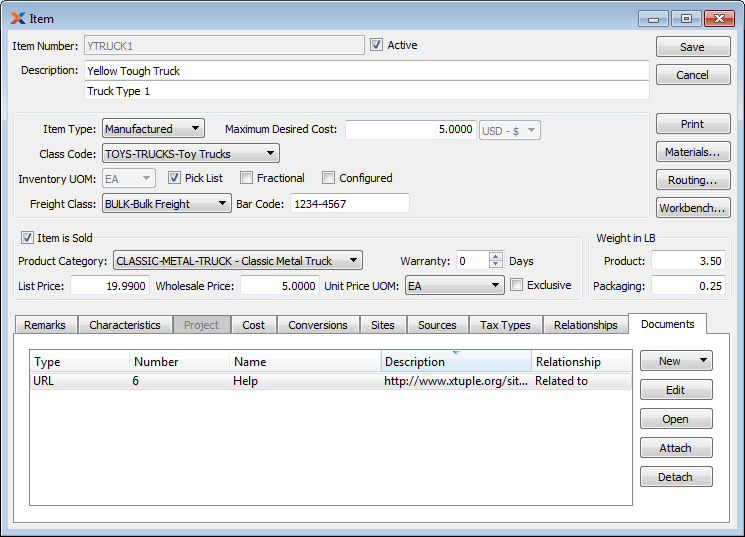 Item
Item Number: YTRUCK1 Active Save
Description: Yellow Tough Truck Cancel
Truck Type 1
Item Type: Manufactured Maximum Desired Cost: 5.0000 USD - $ Print
Class Code: TOYS-TRUCKS-Toy Trucks Materials...
Inventory UOM: EA Pick List Fractional Configured Routing...
Freight Class: BULK-Bulk Freight Bar Code: 1234-4567 Workbench...
Item is Sold Weight in LB
Product Category: CLASSIC-METAL-TRUCK - Classic Metal Truck Warranty: 0 Days Product: 3.50
List Price: 19.9900 Wholesale Price: 5.0000 Unit Price UOM: EA Exclusive Packaging: 0.25
Remarks Characteristics Project Cost Conversions Sites Sources Tax Types Relationships Documents
Type Number Name Description Relationship New
URL 6 Help http://www.xtuple.org/sit... Related to
Edit
Open
Attach
Detach